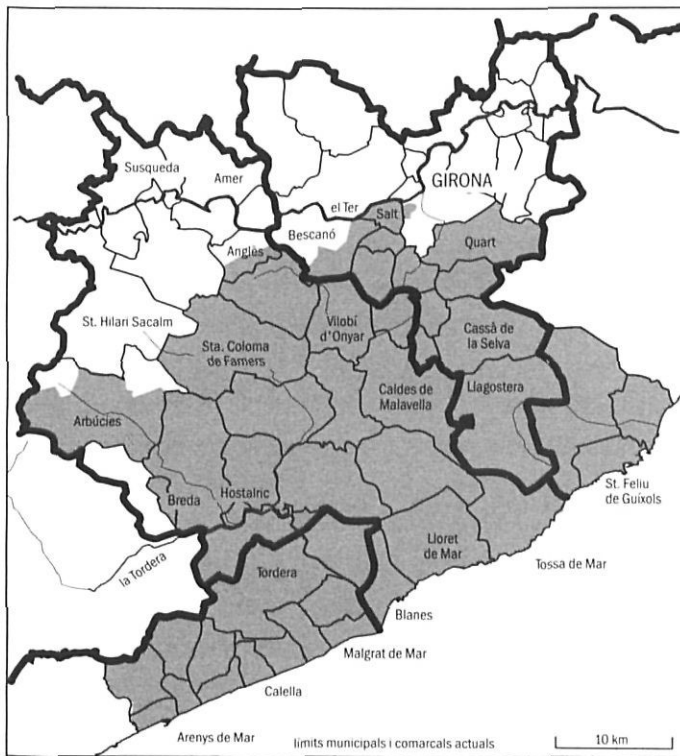 Susqueda
Amer
GIRONA
el Ter
Salt
Bescanó
Quart
Anglès
St. Hilari Sacalm
Vilobí
d'Onyar
Cassà de
la Selva
Sta. Coloma
de Farners
Caldes de
Malavella
Llagostera
Arbúcies
St. Feliu
de Guíxols
Breda
Hostalric
Lloret
de Mar
la Tordera
Tordera
Tossa de Mar
Blanes
Malgrat de Mar
Calella
Arenys de Mar
límits municipals i comarcals actuals
10 km